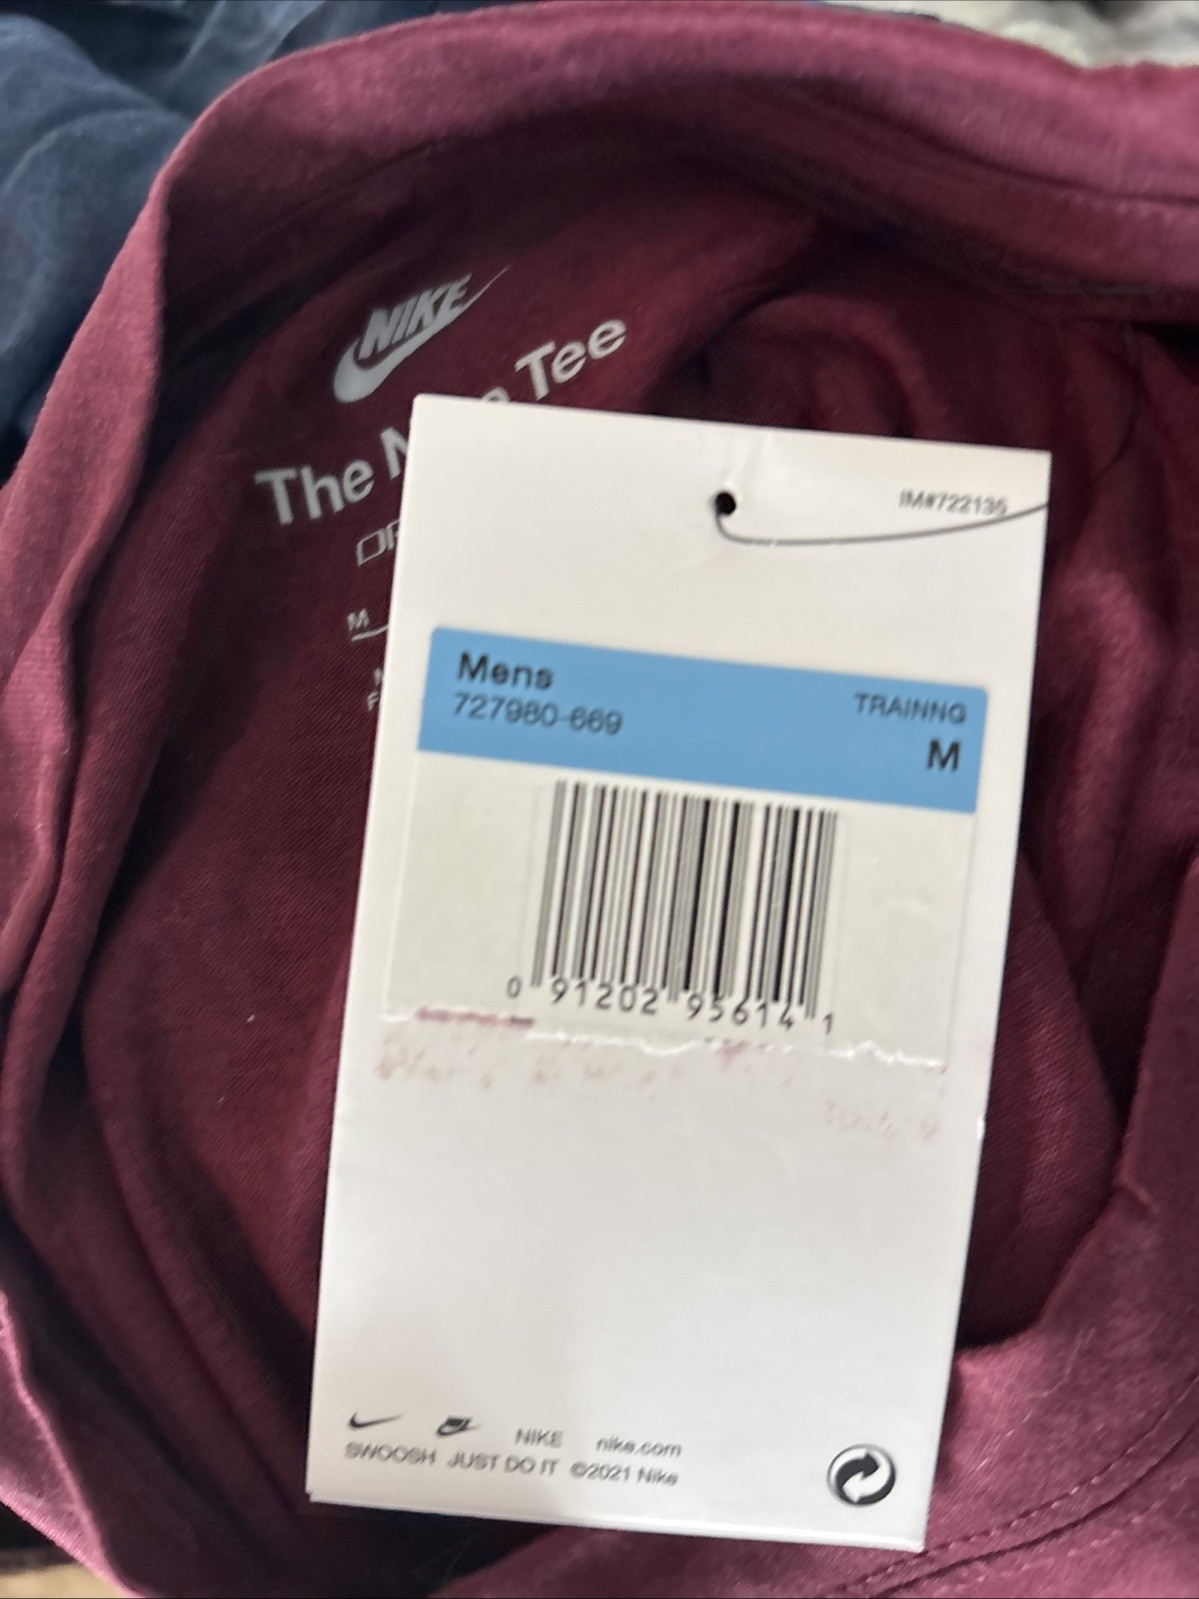 NIKE
Tee
The N
M
IM#722135
Mens
727980-669
TRAINNG
M
0 91202 95614 1
NIKE nike.com
SWOOSH JUST DO IT ©2021 Nike